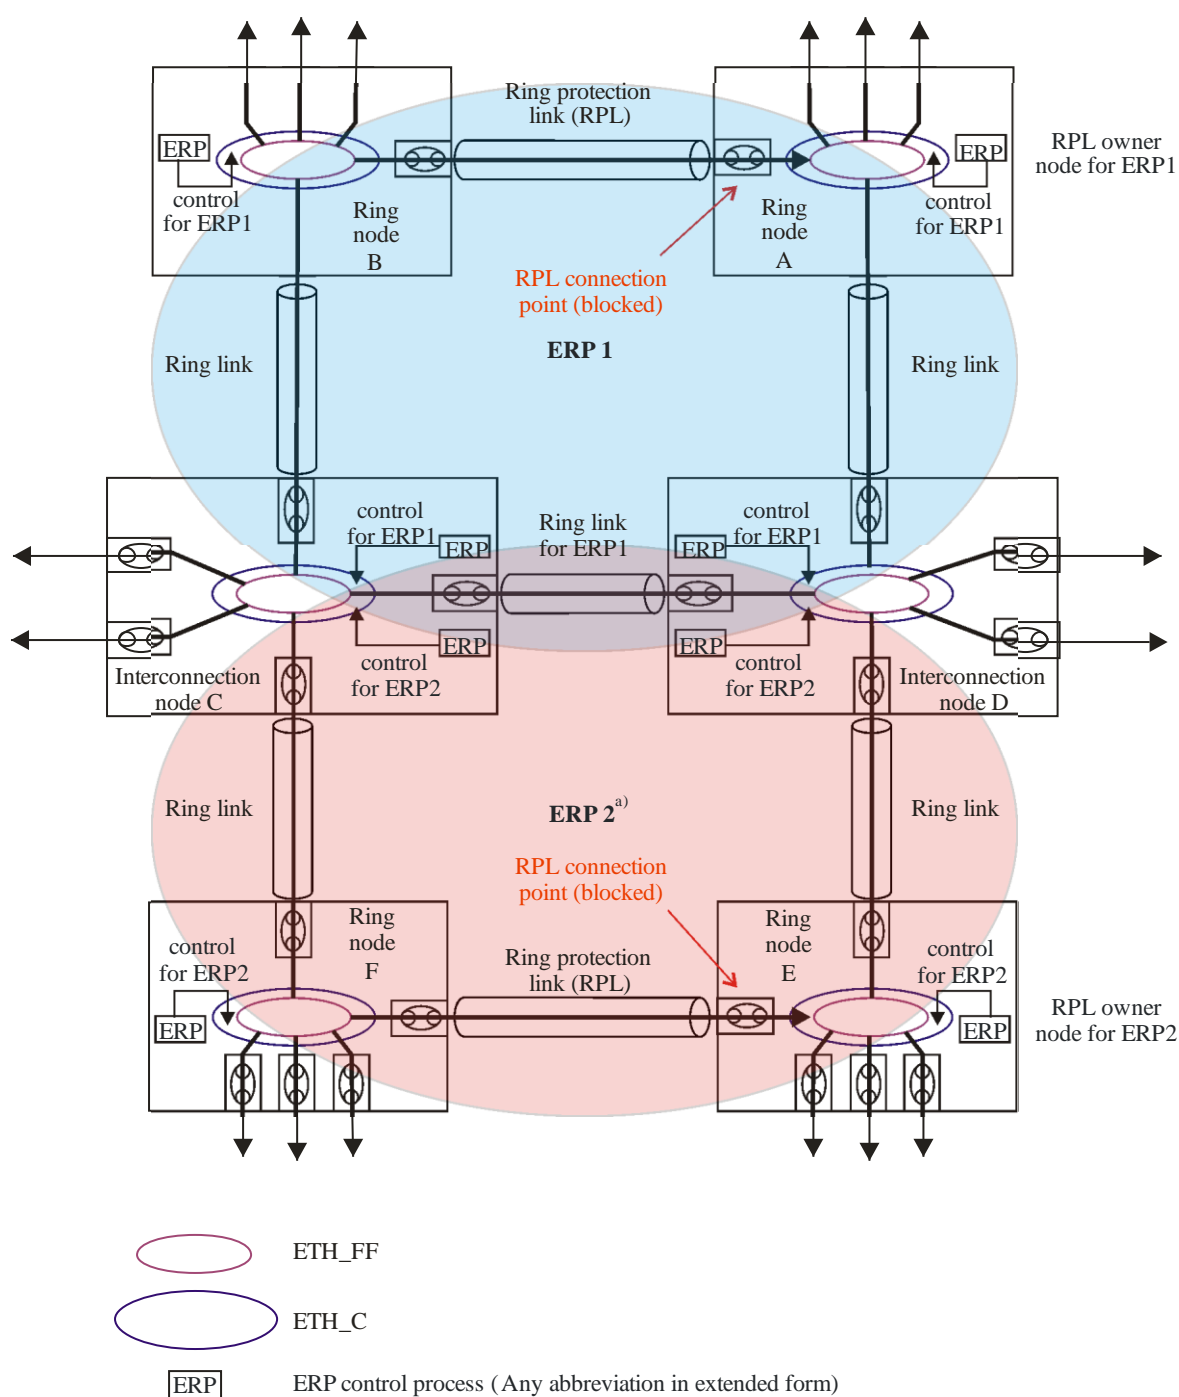 Ring protection
link (RPL)
ERP
ERP
RPL owner
node for ERP1
control
for ERP1
Ring
node
B
Ring
node
A
control
for ERP1
RPL connection
point (blocked)
ERP 1
Ring link
Ring link
control
for ERP1
ERP
Ring link
for ERP1
ERP
control
for ERP1
ERP
control
for ERP2
ERP
control
for ERP2
Interconnection
node C
Interconnection
node D
Ring link
ERP 2a)
Ring link
RPL connection
point (blocked)
control
for ERP2
Ring
node
F
Ring protection
link (RPL)
Ring
node
E
control
for ERP2
ERP
ERP
RPL owner
node for ERP2
ETH_FF
ETH_C
ERP
ERP control process (Any abbreviation in extended form)